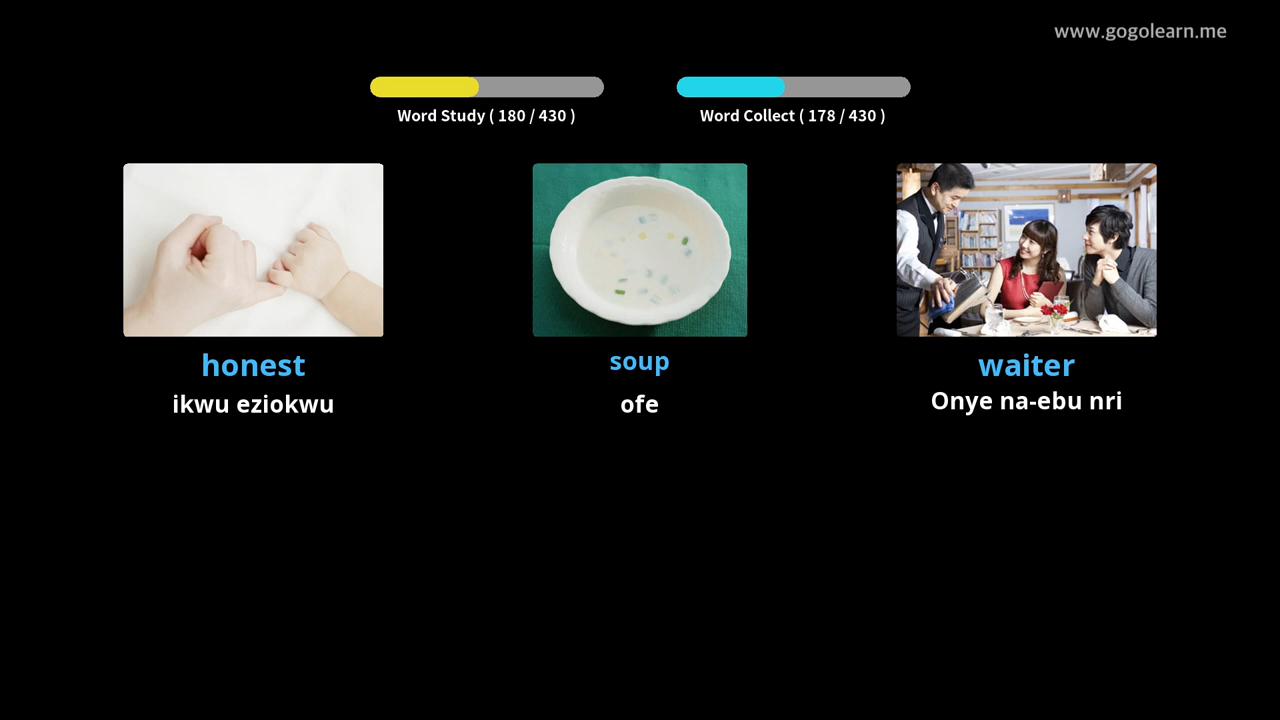 www.gogolearn.me
Word Study ( 180 / 430 )
Word Collect ( 178 / 430 )
honest
soup
waiter
ikwu eziokwu
ofe
Onye na-ebu nri